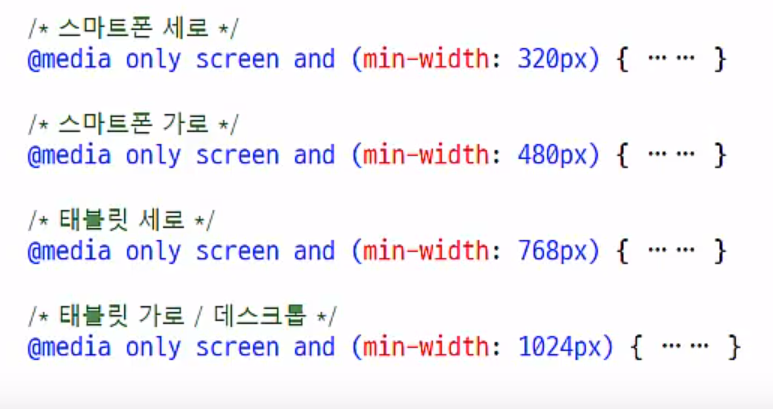 /* 스마트폰 세로 */
@media only screen and (min-width: 320px) { …… }
/* 스마트폰 가로 */
@media only screen and (min-width: 480px) { …… }
/* 태블릿 세로 */
@media only screen and (min-width: 768px) { …… }
/* 태블릿 가로 / 데스크톱 */
@media only screen and (min-width: 1024px) { …… }